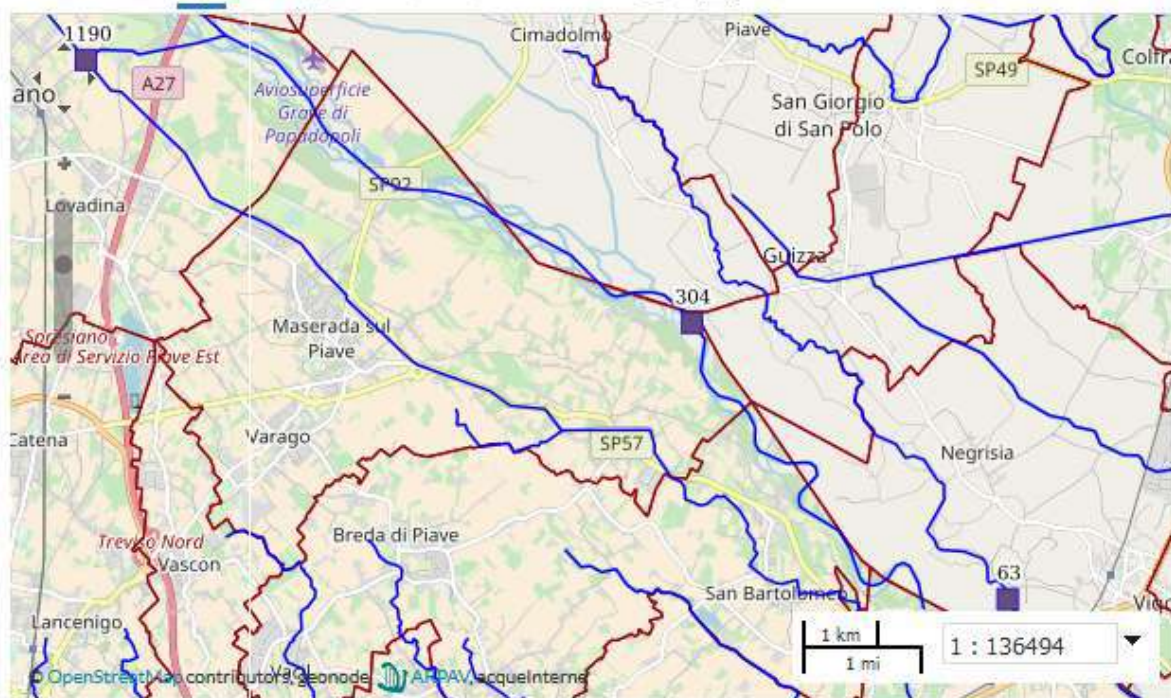 1190
Cimadolmo
Piave
SP49
Colfra
A27
ano
Aviosuperficie
Grave di
Papadopoli
San Giorgio
di San Polo
SP92
Lovadina
Guizza
304
Maserada sul
Piave
Spresiano
Area di Servizio Piave Est
Catena
Varago
SP57
Negrisia
Treviso Nord
Vascon
Breda di Piave
63
San Bartolomeo
Lancenigo
1 km
1 mi
1 : 136494
© OpenStreetMap contributors, geonode, ARPAV, acqueinterne